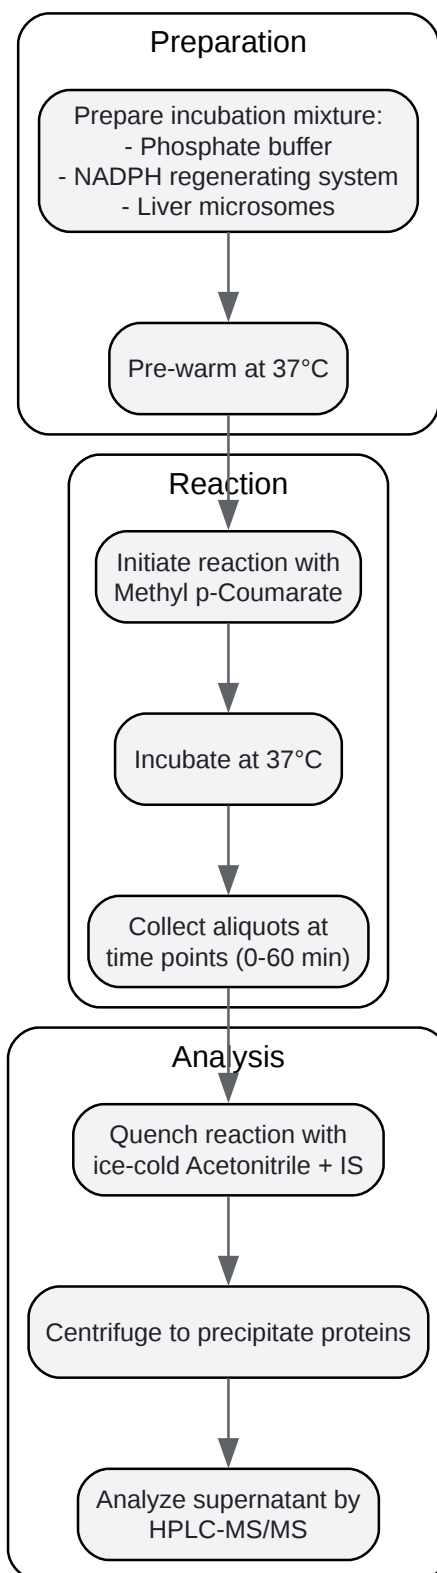 Preparation
Prepare incubation mixture:
- Phosphate buffer
- NADPH regenerating system
- Liver microsomes
Pre-warm at 37°C
Reaction
Initiate reaction with
Methyl p-Coumarate
Incubate at 37°C
Collect aliquots at
time points (0-60 min)
Analysis
Quench reaction with
ice-cold Acetonitrile + IS
Centrifuge to precipitate proteins
Analyze supernatant by
HPLC-MS/MS